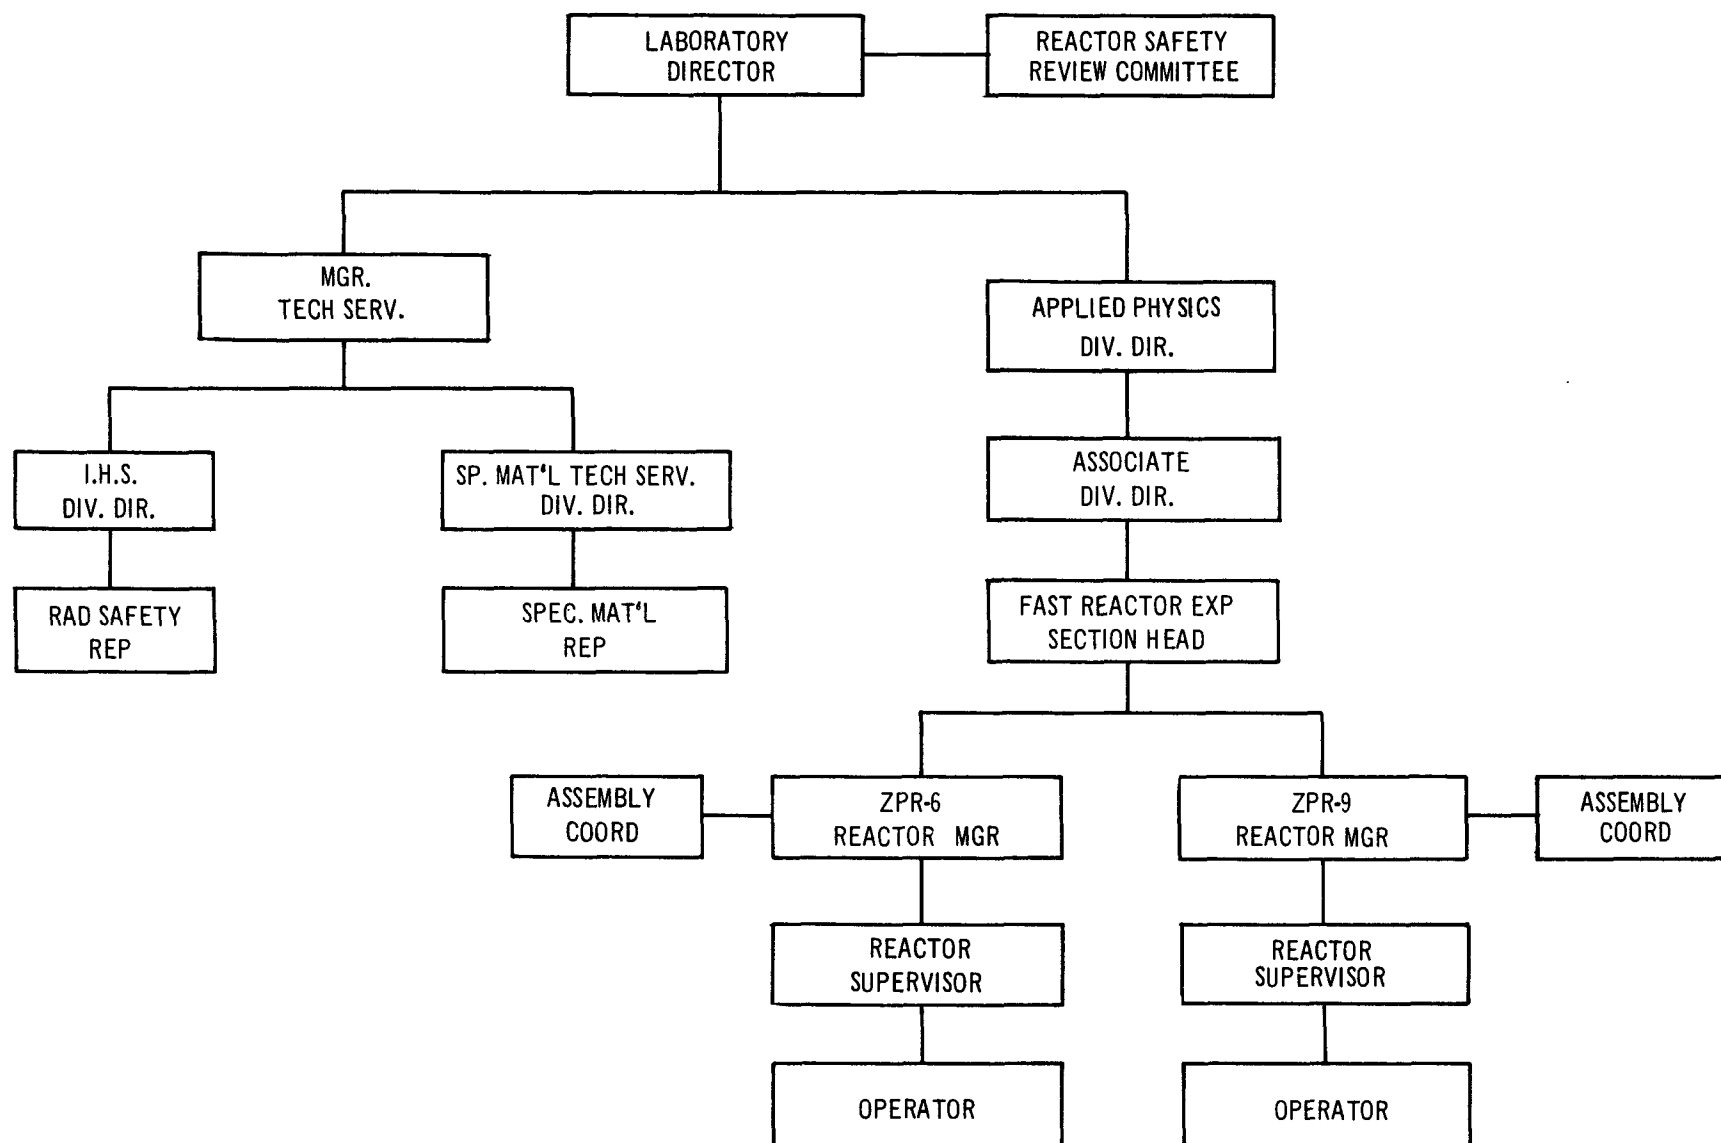 LABORATORY
DIRECTOR
REACTOR SAFETY
REVIEW COMMITTEE
MGR.
TECH SERV.
APPLIED PHYSICS
DIV. DIR.
I.H.S.
DIV. DIR.
SP. MAT'L TECH SERV.
DIV. DIR.
ASSOCIATE
DIV. DIR.
RAD SAFETY
REP
SPEC. MAT'L
REP
FAST REACTOR EXP
SECTION HEAD
ASSEMBLY
COORD
ZPR-6
REACTOR MGR
ZPR-9
REACTOR MGR
ASSEMBLY
COORD
REACTOR
SUPERVISOR
REACTOR
SUPERVISOR
OPERATOR
OPERATOR